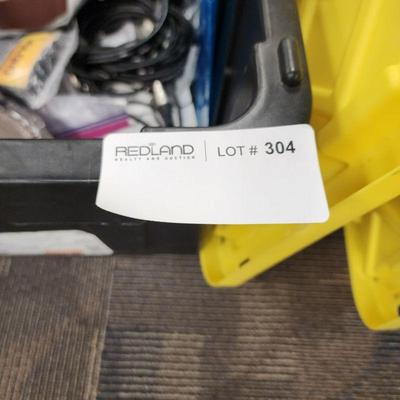 REDLAND
REALTY AND AUCTION
LOT # 304